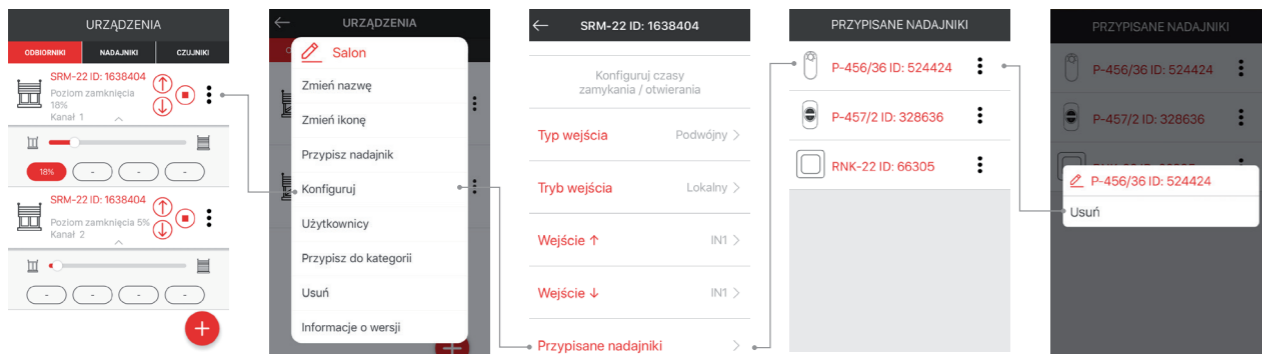 URZĄDZENIA
ODBIORNIKI NADAJNIKI CZUJNIKI
SRM-22 ID: 1638404
Poziom zamknięcia
18%
Kanał 1
18% - - -
SRM-22 ID: 1638404
Poziom zamknięcia 5%
Kanał 2
- - - -
+
URZĄDZENIA
Salon
Zmień nazwę
Zmień ikonę
Przypisz nadajnik
Konfiguruj
Użytkownicy
Przypisz do kategorii
Usuń
Informacje o wersji
SRM-22 ID: 1638404
Konfiguruj czasy
zamykania / otwierania
Typ wejścia Podwójny >
Tryb wejścia Lokalny >
Wejście ↑ IN1 >
Wejście ↓ IN1 >
Przypisane nadajniki >
PRZYPISANE NADAJNIKI
P-456/36 ID: 524424
P-457/2 ID: 328636
RNK-22 ID: 66305
PRZYPISANE NADAJNIKI
P-456/36 ID: 524424
P-457/2 ID: 328636
P-456/36 ID: 524424
Usuń